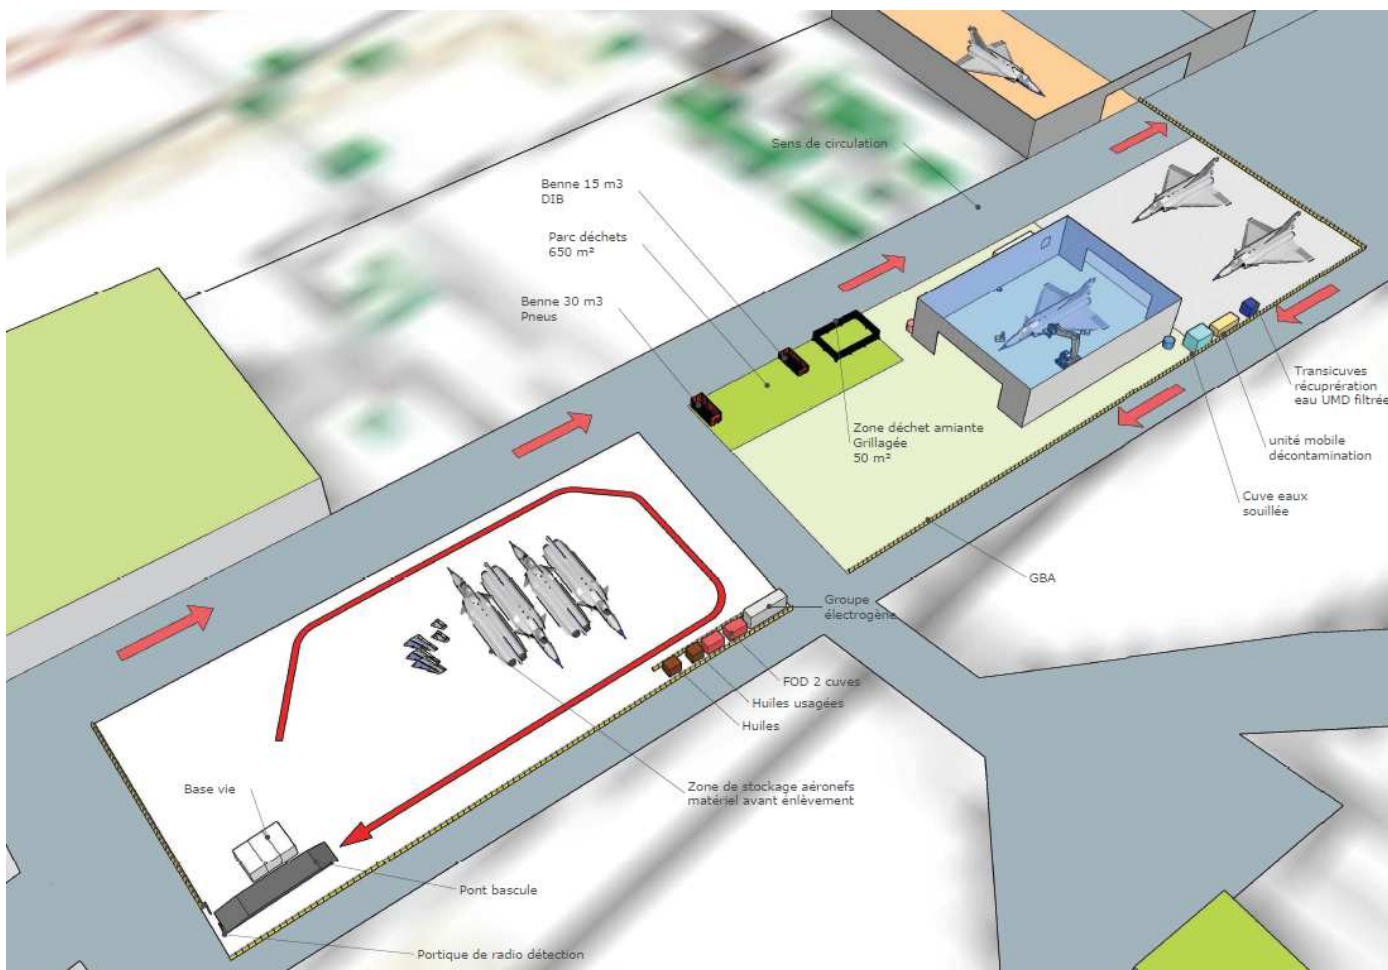 Sens de circulation
Benne 15 m3
DIB
Parc déchets
650 m²
Benne 30 m3
Pneus
Transicuves
récuprération
eau UMD filtrée
Zone déchet amiante
Grillagée
50 m²
unité mobile
décontamination
Cuve eaux
souillée
GBA
Groupe
électrogène
FOD 2 cuves
Huiles usagées
Huiles
Zone de stockage aéronefs
matériel avant enlèvement
Base vie
Pont bascule
Portique de radio détection